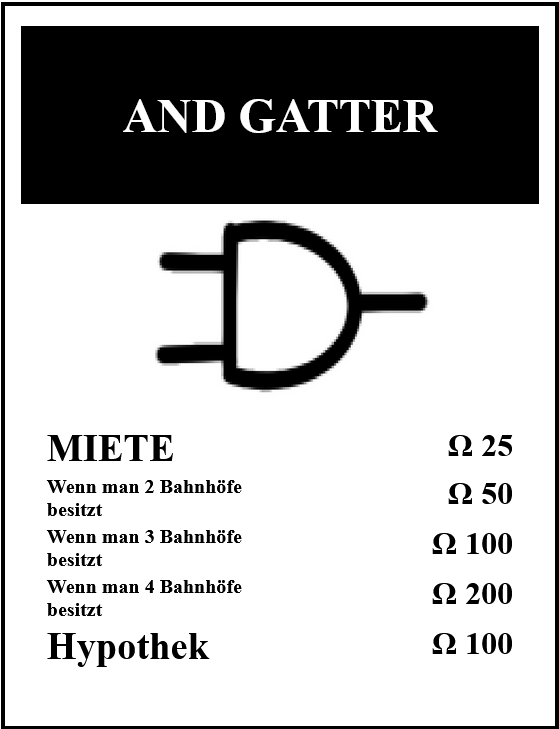 AND GATTER
MIETE Ω 25
Wenn man 2 Bahnhöfe
besitzt Ω 50
Wenn man 3 Bahnhöfe
besitzt Ω 100
Wenn man 4 Bahnhöfe
besitzt Ω 200
Hypothek Ω 100